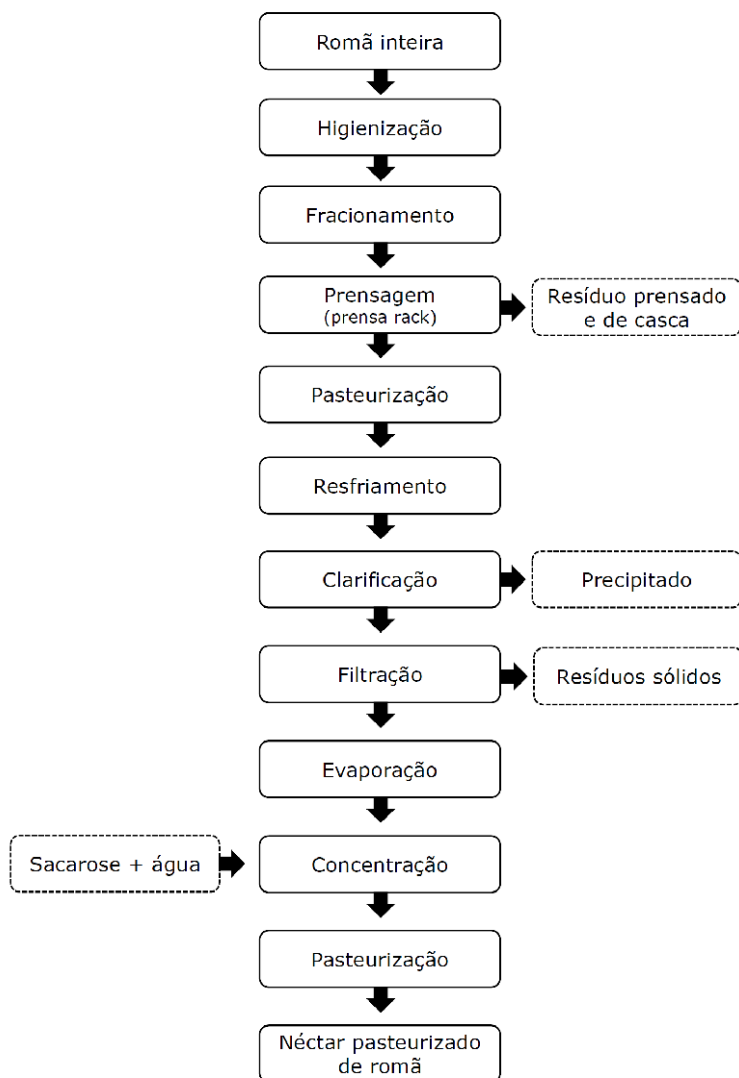 Romã inteira
Higienização
Fracionamento
Prensagem
(prensa rack)
Resíduo prensado
e de casca
Pasteurização
Resfriamento
Clarificação
Precipitado
Filtração
Resíduos sólidos
Evaporação
Sacarose + água
Concentração
Pasteurização
Néctar pasteurizado
de romã